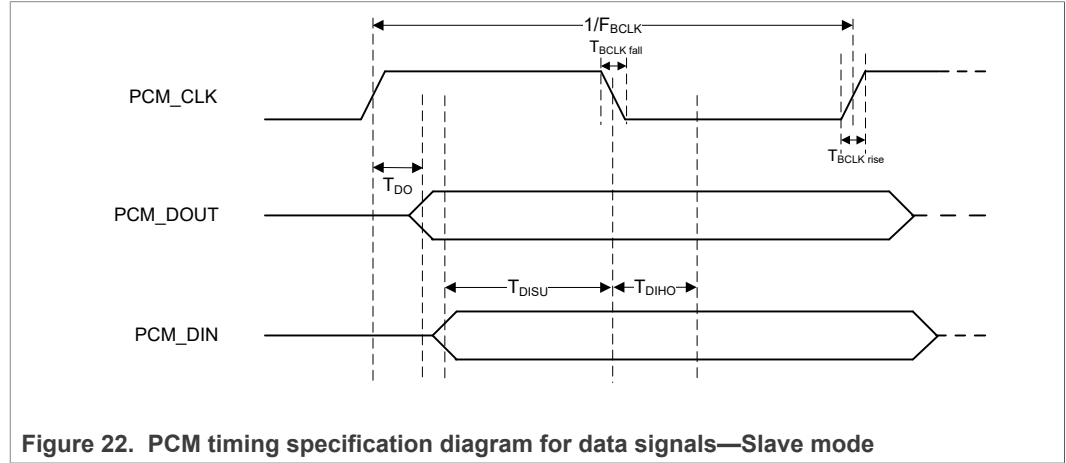 1/FBCLK
TBCLK fall
PCM_CLK
TBCLK rise
TDO
PCM_DOUT
TDISU
TDIHO
PCM_DIN
Figure 22. PCM timing specification diagram for data signals—Slave mode